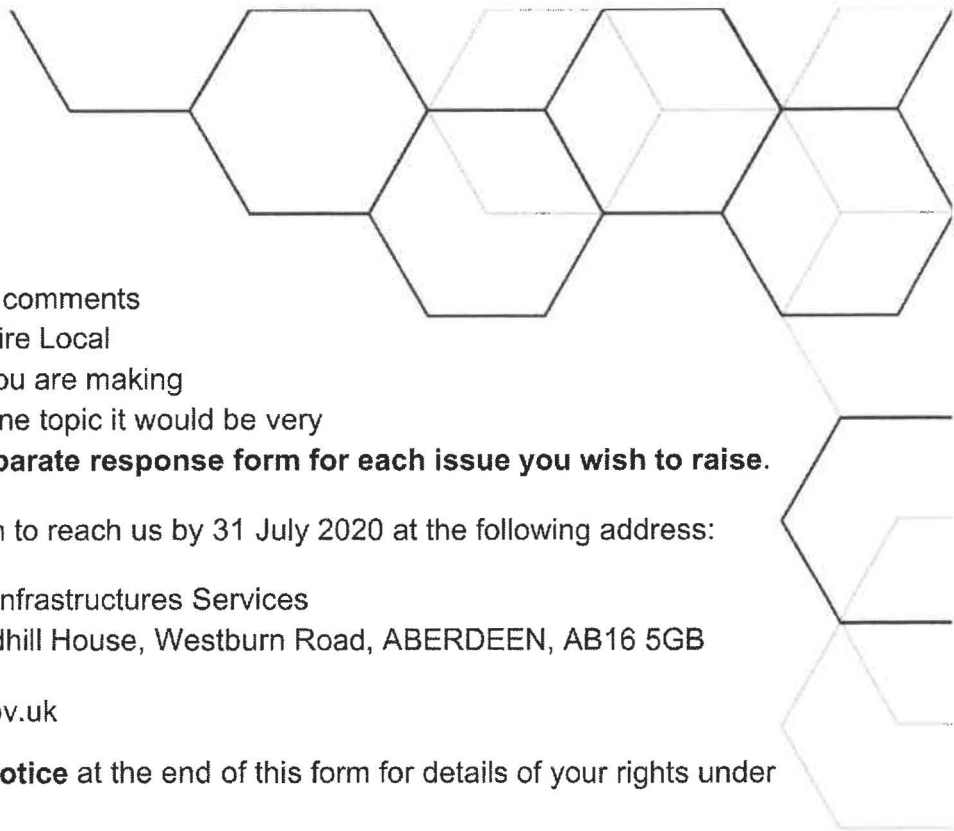 comments
ire Local
ou are making
ne topic it would be very
parate response form for each issue you wish to raise.
to reach us by 31 July 2020 at the following address:
nfrastructures Services
dhill House, Westburn Road, ABERDEEN, AB16 5GB
ov.uk
otice at the end of this form for details of your rights under